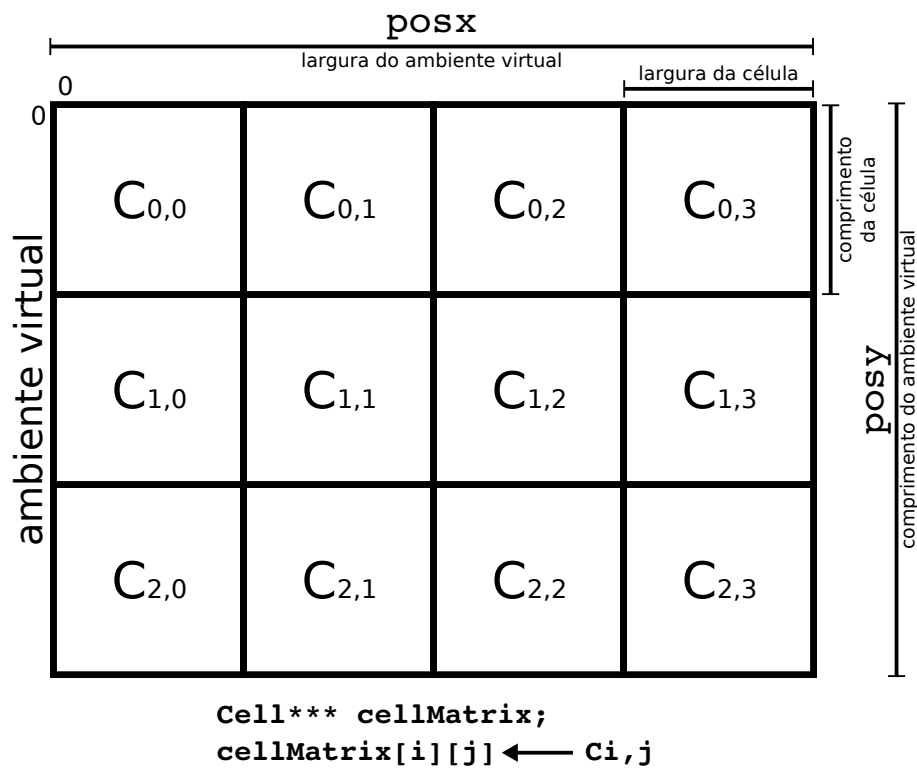 posx
largura do ambiente virtual
largura da célula
0
0
comprimento
da célula
C0,0
C0,1
C0,2
C0,3
ambiente virtual
C1,0
C1,1
C1,2
C1,3
posy
comprimento do ambiente virtual
C2,0
C2,1
C2,2
C2,3
Cell*** cellMatrix;
cellMatrix[i][j] Ci,j